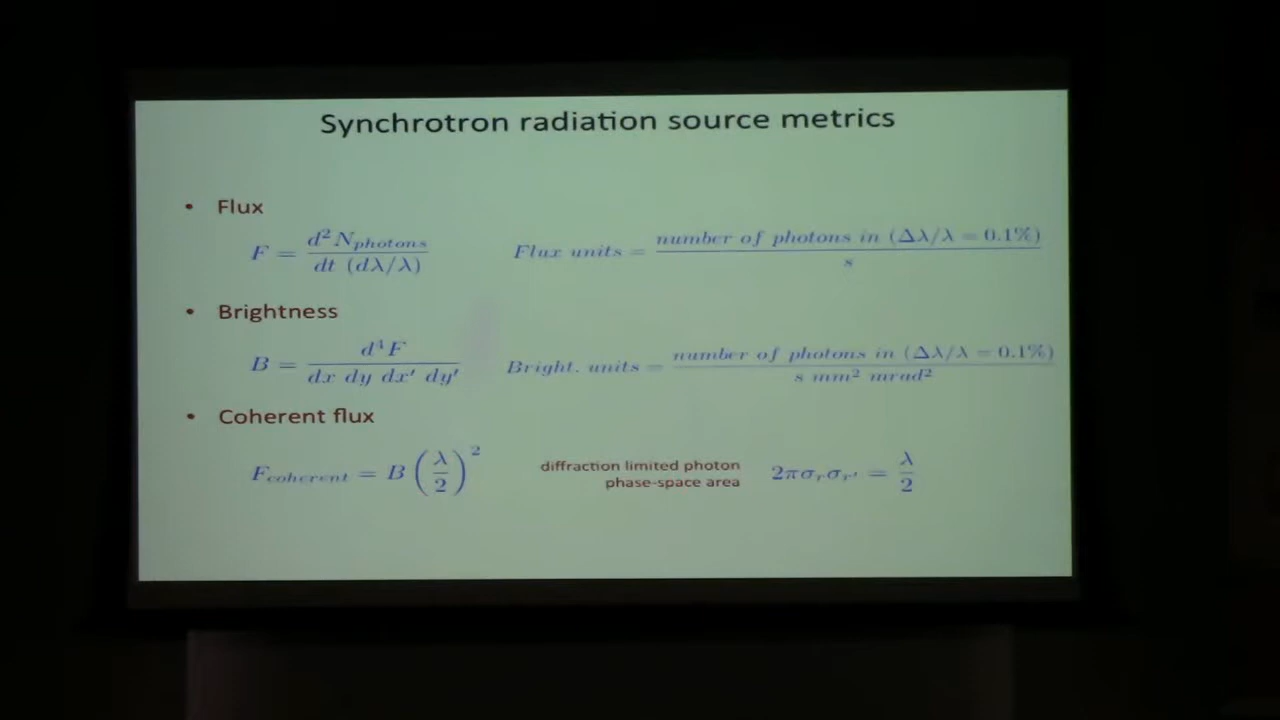 Synchrotron radiation source metrics
• Flux
F = d²N_photons / dt (dλ/λ)
Flux units = number of photons in (Δλ/λ = 0.1%) / s
• Brightness
B = d⁴F / dx dy dx′ dy′
Bright. units = number of photons in (Δλ/λ = 0.1%) / s mm² mrad²
• Coherent flux
F_coherent = B (λ/2)²
diffraction limited photon
phase-space area
2πσ_r σ_r′ = λ/2